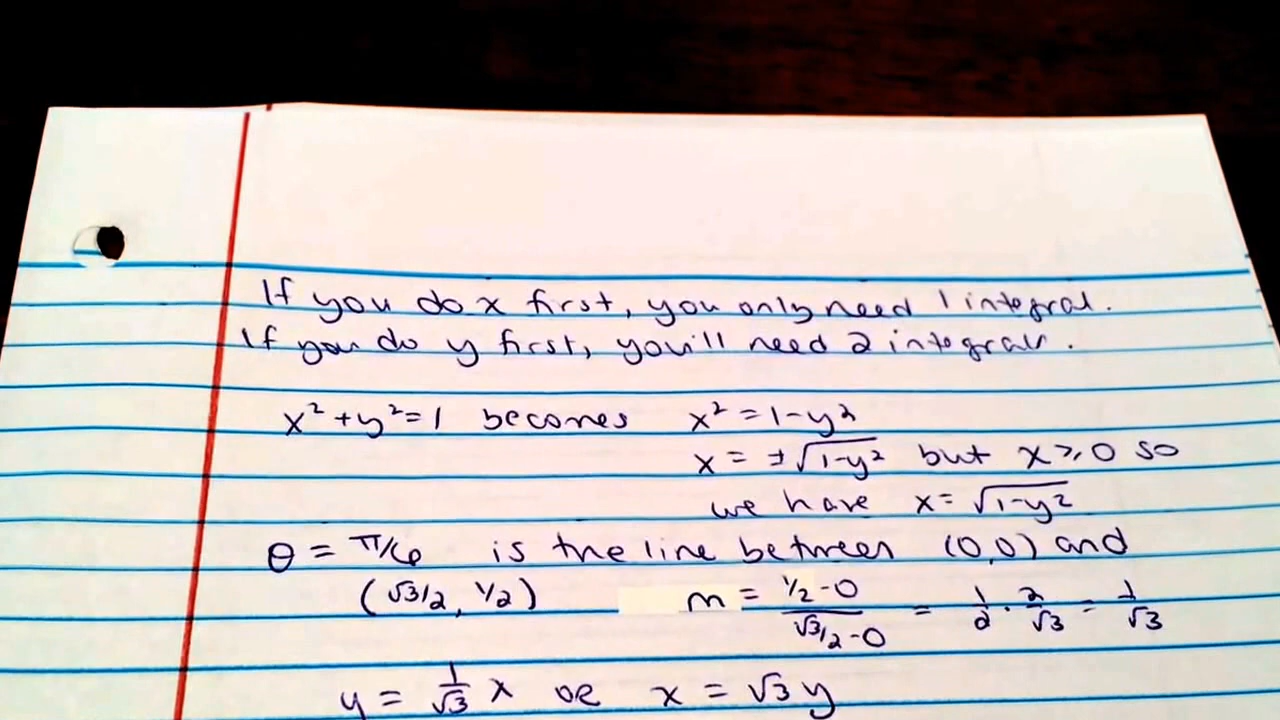 If you do x first, you only need 1 integral.
If you do y first, you'll need 2 integrals.
x² + y² = 1 becomes x² = 1-y²
x = ±√(1-y²) but x ≥ 0 so
we have x = √(1-y²)
θ = π/6 is the line between (0,0) and
(√3/2, 1/2) m = (1/2 - 0)/(√3/2 - 0) = 1/2 · 2/√3 = 1/√3
y = 1/√3 x or x = √3 y